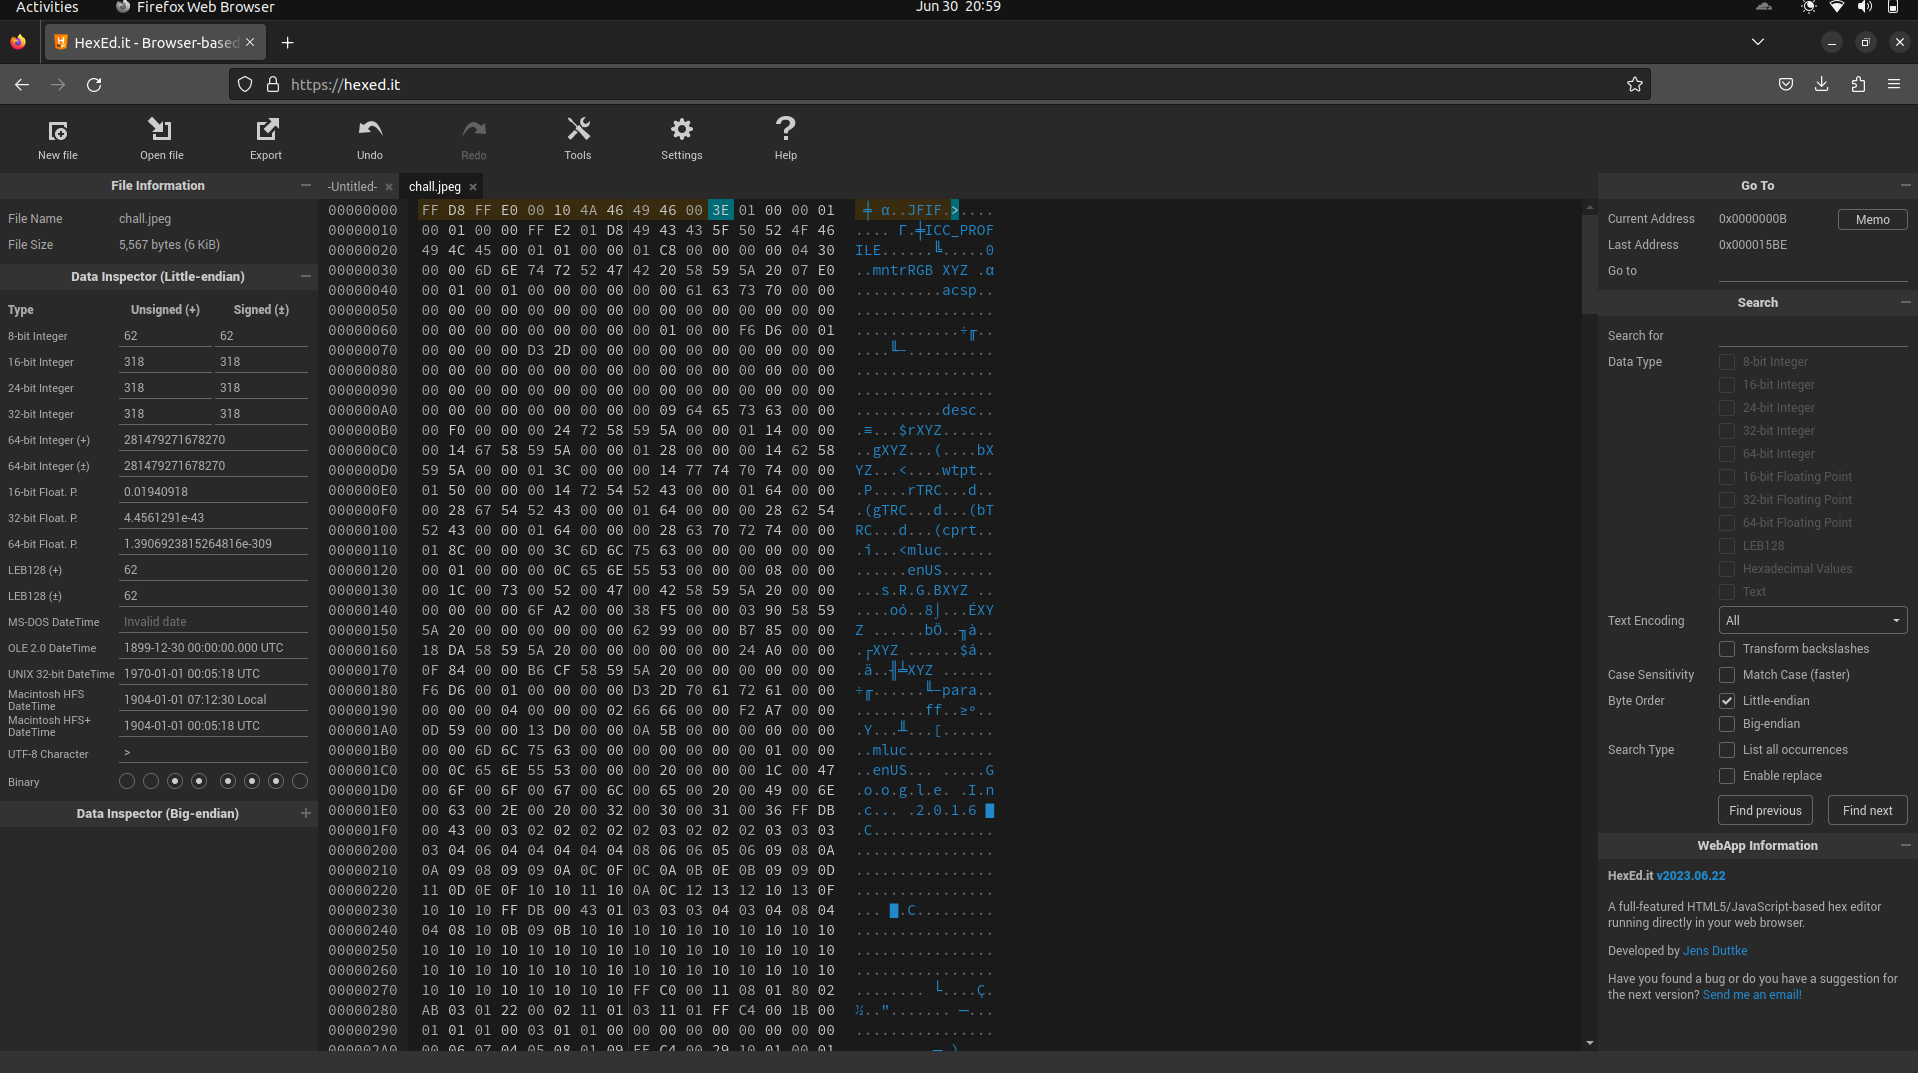 Activities Firefox Web Browser Jun 30 20:59
HexEd.it - Browser-based
https://hexed.it
New file Open file Export Undo Redo Tools Settings Help
File Information
File Name chall.jpeg
File Size 5,567 bytes (6 KiB)
Data Inspector (Little-endian)
Type Unsigned (+) Signed (±)
8-bit Integer 62 62
16-bit Integer 318 318
24-bit Integer 318 318
32-bit Integer 318 318
64-bit Integer (+) 281479271678270
64-bit Integer (±) 281479271678270
16-bit Float. P. 0.01940918
32-bit Float. P. 4.4561291e-43
64-bit Float. P. 1.3906923815264816e-309
LEB128 (+) 62
LEB128 (±) 62
MS-DOS DateTime Invalid date
OLE 2.0 DateTime 1899-12-30 00:00:00.000 UTC
UNIX 32-bit DateTime 1970-01-01 00:05:18 UTC
Macintosh HFS DateTime 1904-01-01 07:12:30 Local
Macintosh HFS+ DateTime 1904-01-01 00:05:18 UTC
UTF-8 Character >
Binary
Data Inspector (Big-endian)
-Untitled- chall.jpeg
00000000 FF D8 FF E0 00 10 4A 46 49 46 00 3E 01 00 00 01 ╪ α..JFIF.>....
00000010 00 01 00 00 FF E2 01 D8 49 43 43 5F 50 52 4F 46 .... Γ.╪ICC_PROF
00000020 49 4C 45 00 01 01 00 00 01 C8 00 00 00 00 04 30 ILE......╚.....0
00000030 00 00 6D 6E 74 72 52 47 42 20 58 59 5A 20 07 E0 ..mntrRGB XYZ .α
00000040 00 01 00 01 00 00 00 00 00 00 61 63 73 70 00 00 ..........acsp..
00000050 00 00 00 00 00 00 00 00 00 00 00 00 00 00 00 00 ................
00000060 00 00 00 00 00 00 00 00 00 01 00 00 F6 D6 00 01 ............÷╓..
00000070 00 00 00 00 D3 2D 00 00 00 00 00 00 00 00 00 00 ....╙-..........
00000080 00 00 00 00 00 00 00 00 00 00 00 00 00 00 00 00 ................
00000090 00 00 00 00 00 00 00 00 00 00 00 00 00 00 00 00 ................
000000A0 00 00 00 00 00 00 00 00 00 09 64 65 73 63 00 00 ..........desc..
000000B0 00 F0 00 00 00 24 72 58 59 5A 00 00 01 14 00 00 .≡...$rXYZ......
000000C0 00 14 67 58 59 5A 00 00 01 28 00 00 00 14 62 58 ..gXYZ...(....bX
000000D0 59 5A 00 00 01 3C 00 00 00 14 77 74 70 74 00 00 YZ...<....wtpt..
000000E0 01 50 00 00 00 14 72 54 52 43 00 00 01 64 00 00 .P....rTRC...d..
000000F0 00 28 67 54 52 43 00 00 01 64 00 00 00 28 62 54 .(gTRC...d...(bT
00000100 52 43 00 00 01 64 00 00 00 28 63 70 72 74 00 00 RC...d...(cprt..
00000110 01 8C 00 00 00 3C 6D 6C 75 63 00 00 00 00 00 00 .î...<mluc......
00000120 00 01 00 00 00 0C 65 6E 55 53 00 00 00 08 00 00 ......enUS......
00000130 00 1C 00 73 00 52 00 47 00 42 58 59 5A 20 00 00 ...s.R.G.BXYZ ..
00000140 00 00 00 00 6F A2 00 00 38 F5 00 00 03 90 58 59 ....oó..8⌡...ÉXY
00000150 5A 20 00 00 00 00 00 00 62 99 00 00 B7 85 00 00 Z ......bÖ..╖à..
00000160 18 DA 58 59 5A 20 00 00 00 00 00 00 24 A0 00 00 .┌XYZ ......$á..
00000170 0F 84 00 00 B6 CF 58 59 5A 20 00 00 00 00 00 00 .ä..╢╧XYZ ......
00000180 F6 D6 00 01 00 00 00 00 D3 2D 70 61 72 61 00 00 ÷╓......╙-para..
00000190 00 00 00 04 00 00 00 02 66 66 00 00 F2 A7 00 00 ........ff..≥º..
000001A0 0D 59 00 00 13 D0 00 00 0A 5B 00 00 00 00 00 00 .Y...╨...[......
000001B0 00 00 6D 6C 75 63 00 00 00 00 00 00 00 01 00 00 ..mluc..........
000001C0 00 0C 65 6E 55 53 00 00 00 20 00 00 00 1C 00 47 ..enUS... .....G
000001D0 00 6F 00 6F 00 67 00 6C 00 65 00 20 00 49 00 6E .o.o.g.l.e. .I.n
000001E0 00 63 00 2E 00 20 00 32 00 30 00 31 00 36 FF DB .c... .2.0.1.6 █
000001F0 00 43 00 03 02 02 02 02 02 03 02 02 02 03 03 03 .C..............
00000200 03 04 06 04 04 04 04 04 08 06 06 05 06 09 08 0A ................
00000210 0A 09 08 09 09 0A 0C 0F 0C 0A 0B 0E 0B 09 09 0D ................
00000220 11 0D 0E 0F 10 10 11 10 0A 0C 12 13 12 10 13 0F ................
00000230 10 10 10 FF DB 00 43 01 03 03 03 04 03 04 08 04 ... █.C.........
00000240 04 08 10 0B 09 0B 10 10 10 10 10 10 10 10 10 10 ................
00000250 10 10 10 10 10 10 10 10 10 10 10 10 10 10 10 10 ................
00000260 10 10 10 10 10 10 10 10 10 10 10 10 10 10 10 10 ................
00000270 10 10 10 10 10 10 10 10 FF C0 00 11 08 01 80 02 ........ └....Ç.
00000280 AB 03 01 22 00 02 11 01 03 11 01 FF C4 00 1B 00 ½.."....... ─...
00000290 01 01 01 00 03 01 01 00 00 00 00 00 00 00 00 00 ................
000002A0 00 06 07 04 05 08 01 09 FF C4 00 29 10 01 00 01
Go To
Current Address 0x0000000B Memo
Last Address 0x000015BE
Go to
Search
Search for
Data Type 8-bit Integer
16-bit Integer
24-bit Integer
32-bit Integer
64-bit Integer
16-bit Floating Point
32-bit Floating Point
64-bit Floating Point
LEB128
Hexadecimal Values
Text
Text Encoding All
Transform backslashes
Case Sensitivity Match Case (faster)
Byte Order Little-endian
Big-endian
Search Type List all occurrences
Enable replace
Find previous Find next
WebApp Information
HexEd.it v2023.06.22
A full-featured HTML5/JavaScript-based hex editor
running directly in your web browser.
Developed by Jens Duttke
Have you found a bug or do you have a suggestion for
the next version? Send me an email!